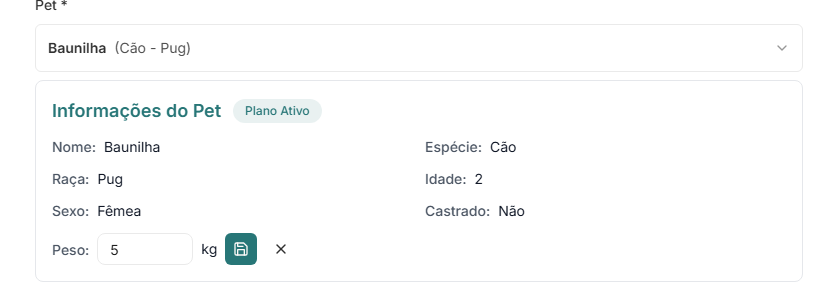 Pet *
Baunilha (Cão - Pug)
Informações do Pet Plano Ativo
Nome: Baunilha Espécie: Cão
Raça: Pug Idade: 2
Sexo: Fêmea Castrado: Não
Peso: 5 kg